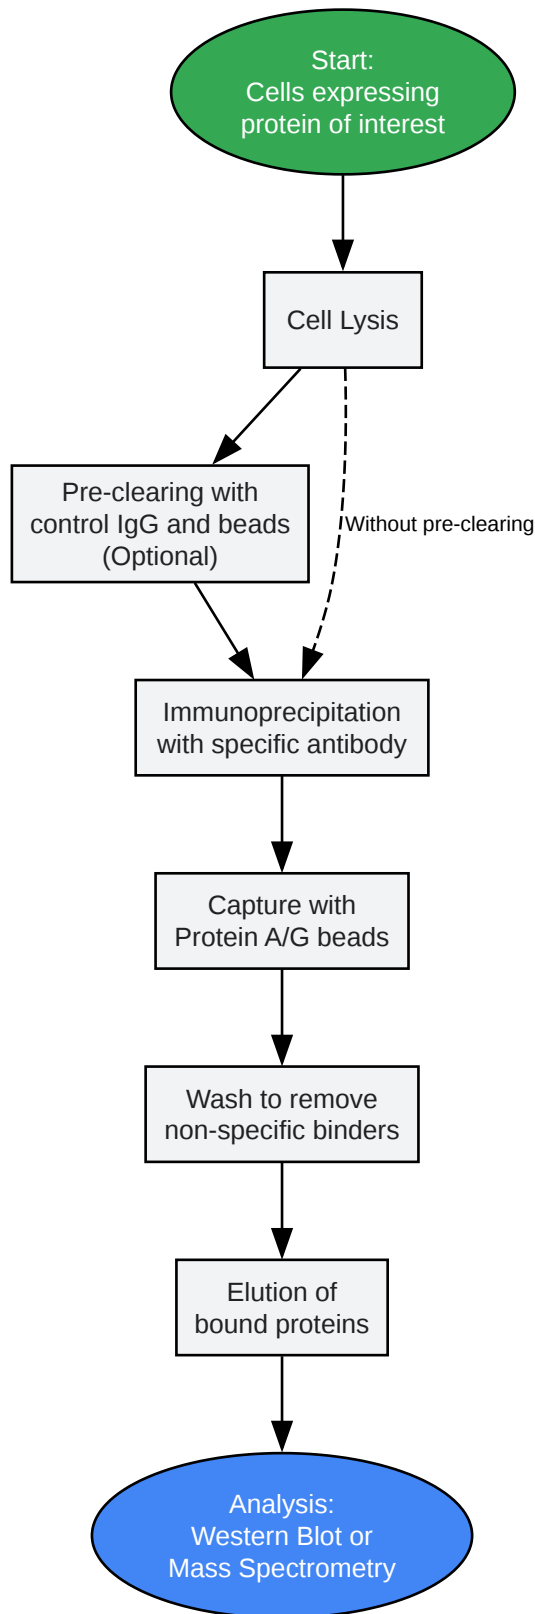 Start:
Cells expressing
protein of interest
Cell Lysis
Pre-clearing with
control IgG and beads
(Optional)
Without pre-clearing
Immunoprecipitation
with specific antibody
Capture with
Protein A/G beads
Wash to remove
non-specific binders
Elution of
bound proteins
Analysis:
Western Blot or
Mass Spectrometry